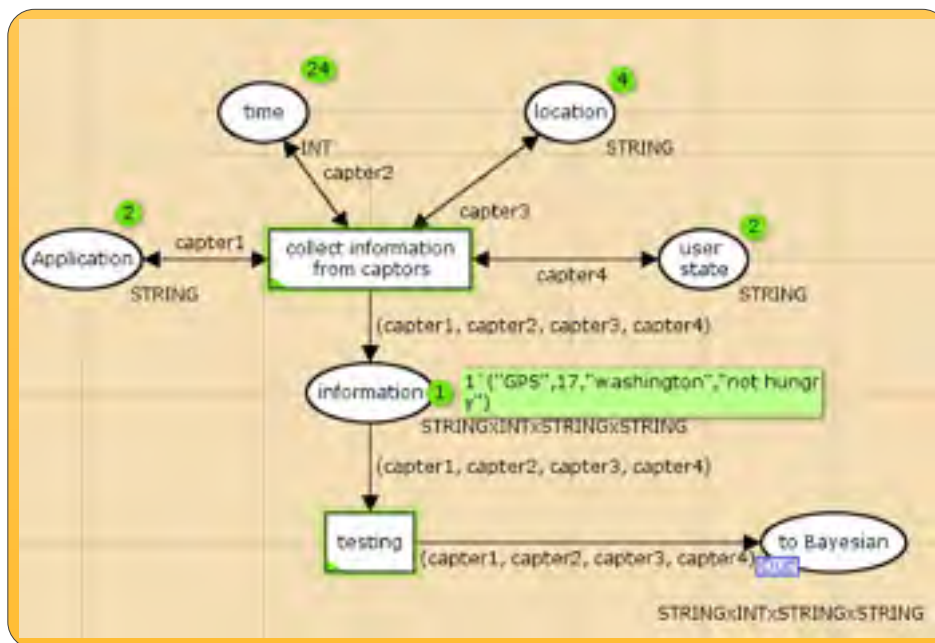 24
time
INT
4
location
STRING
capter2
capter3
2
Application
STRING
capter1
collect information
from captors
capter4
2
user
state
STRING
(capter1, capter2, capter3, capter4)
information
1
1`("GPS",17,"washington","not hungr
y")
STRINGxINTxSTRINGxSTRING
(capter1, capter2, capter3, capter4)
testing
(capter1, capter2, capter3, capter4)
to Bayesian
STRINGxINTxSTRINGxSTRING